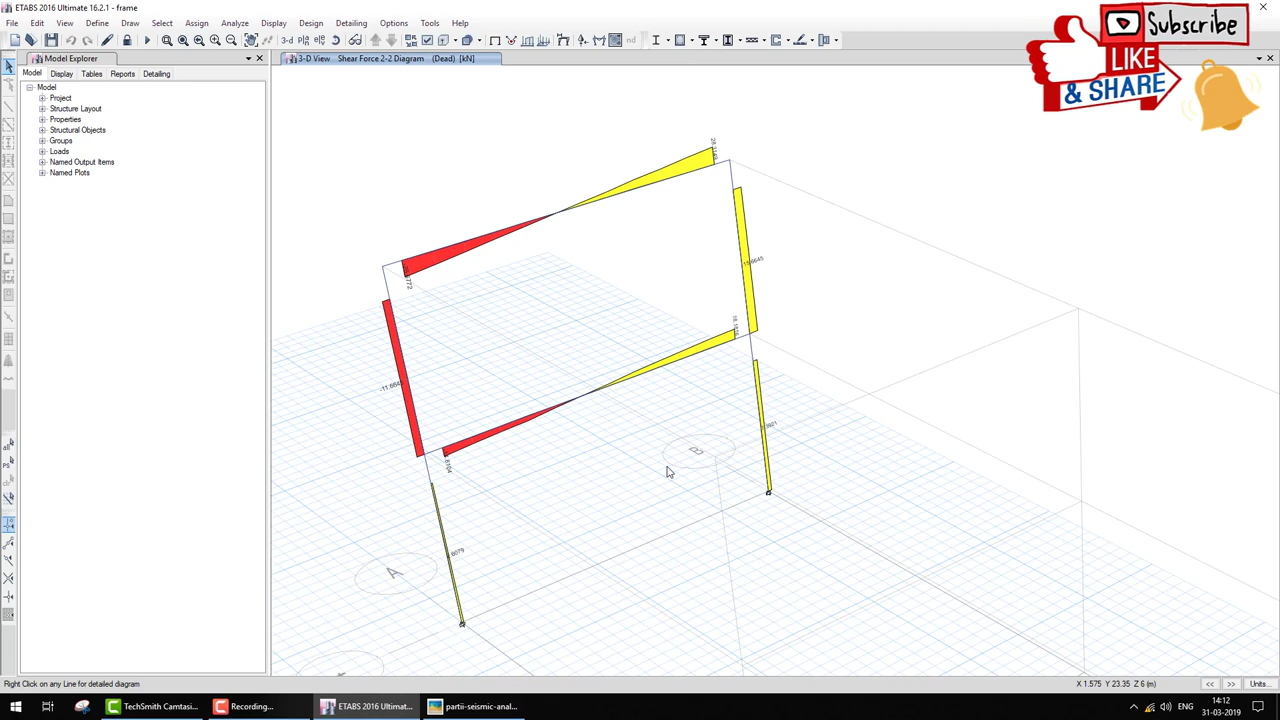 ETABS 2016 Ultimate 16.2.1 - frame
File Edit View Define Draw Select Assign Analyze Display Design Detailing Options Tools Help
3-d nd
Model Explorer
3-D View Shear Force 2-2 Diagram (Dead) [kN]
Model Display Tables Reports Detailing
Model
Project
Structure Layout
Properties
Structural Objects
Groups
Loads
Named Output Items
Named Plots
B
A
all
PS
Subscribe
LIKE
& SHARE
Right Click on any Line for detailed diagram
X 1.575 Y 23.35 Z 6 (m)
<< >> Units...
TechSmith Camtasi...
Recording...
ETABS 2016 Ultimat...
partii-seismic-anal...
14:12
31-03-2019